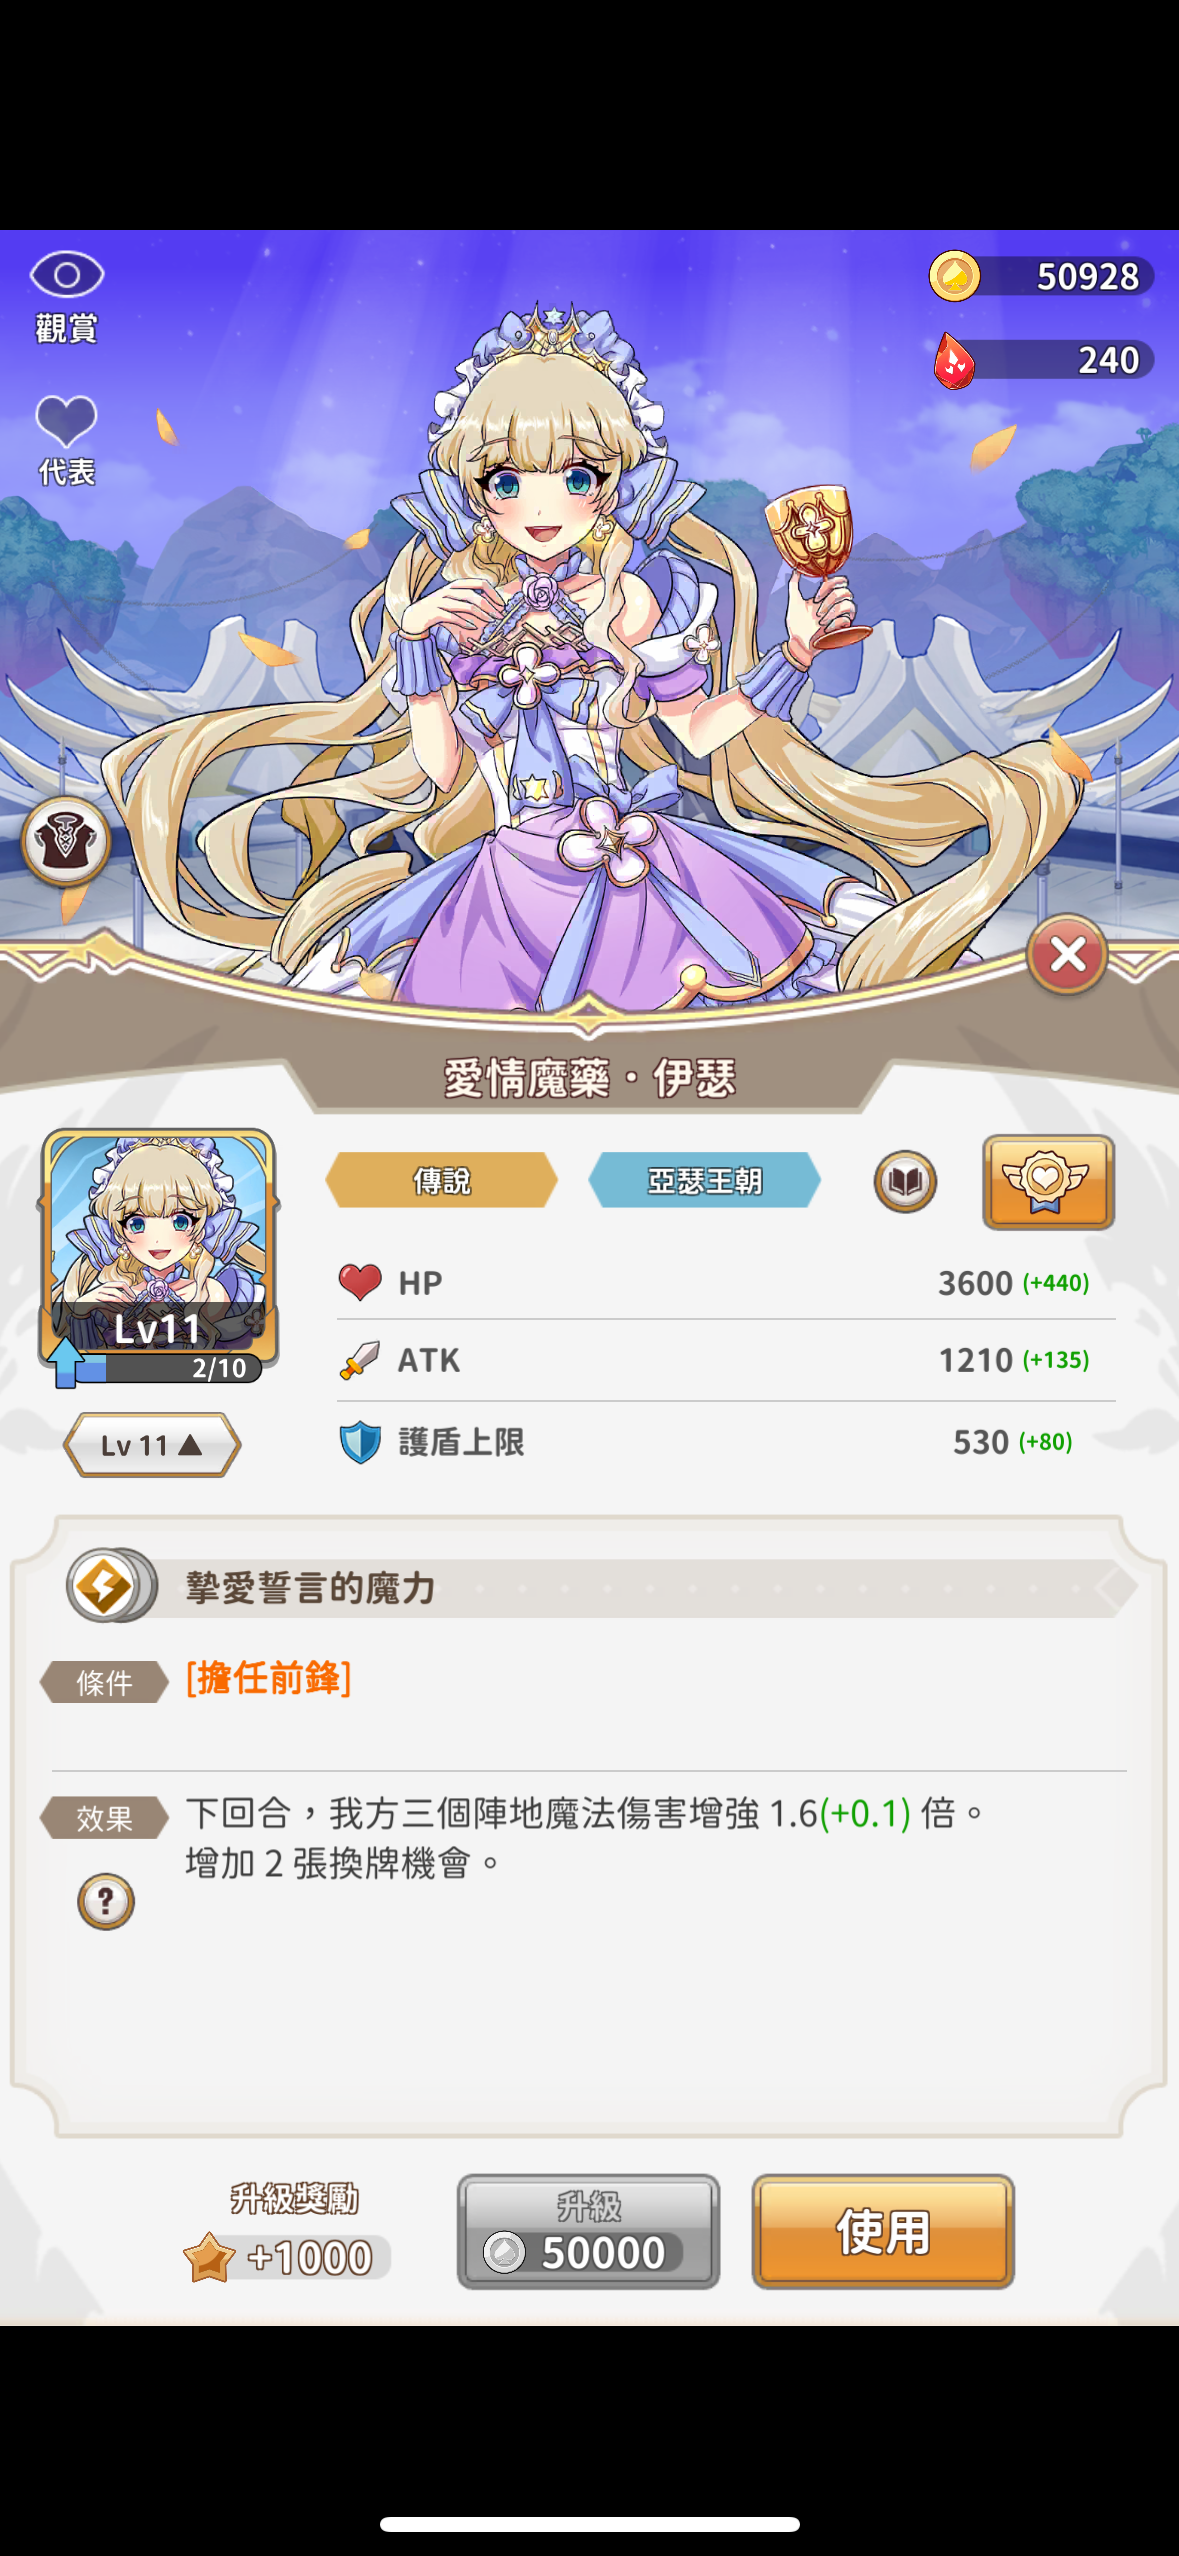 觀賞
50928
240
代表
愛情魔藥・伊瑟
傳說
亞瑟王朝
HP
3600 (+440)
Lv11
2/10
ATK
1210 (+135)
Lv 11 ▲
護盾上限
530 (+80)
摯愛誓言的魔力
條件
[擔任前鋒]
效果
下回合，我方三個陣地魔法傷害增強 1.6(+0.1) 倍。
增加 2 張換牌機會。
?
升級獎勵
+1000
升級
50000
使用